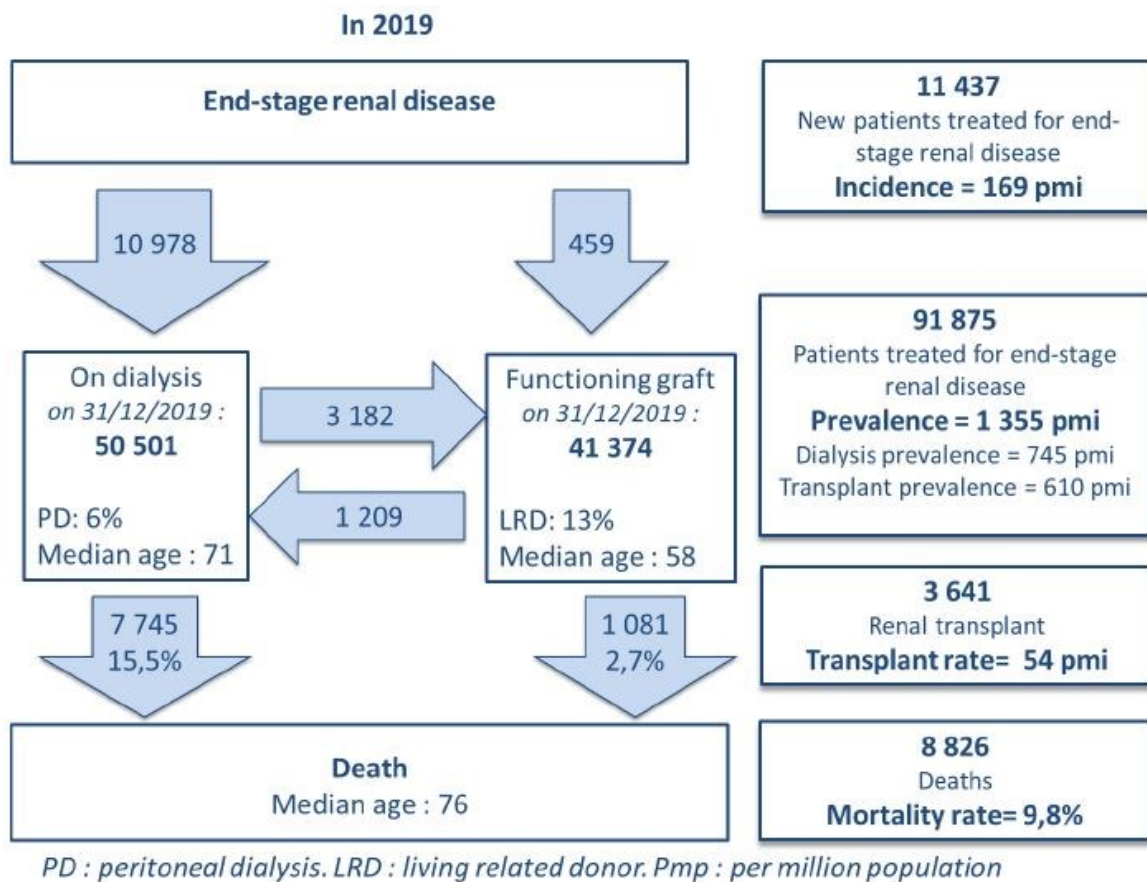 In 2019
End-stage renal disease
11 437
New patients treated for end-
stage renal disease
Incidence = 169 pmi
10 978
459
On dialysis
on 31/12/2019 :
50 501
PD: 6%
Median age : 71
3 182
1 209
Functioning graft
on 31/12/2019 :
41 374
LRD: 13%
Median age : 58
91 875
Patients treated for end-stage
renal disease
Prevalence = 1 355 pmi
Dialysis prevalence = 745 pmi
Transplant prevalence = 610 pmi
7 745
15,5%
1 081
2,7%
3 641
Renal transplant
Transplant rate= 54 pmi
Death
Median age : 76
8 826
Deaths
Mortality rate= 9,8%
PD : peritoneal dialysis. LRD : living related donor. Pmp : per million population